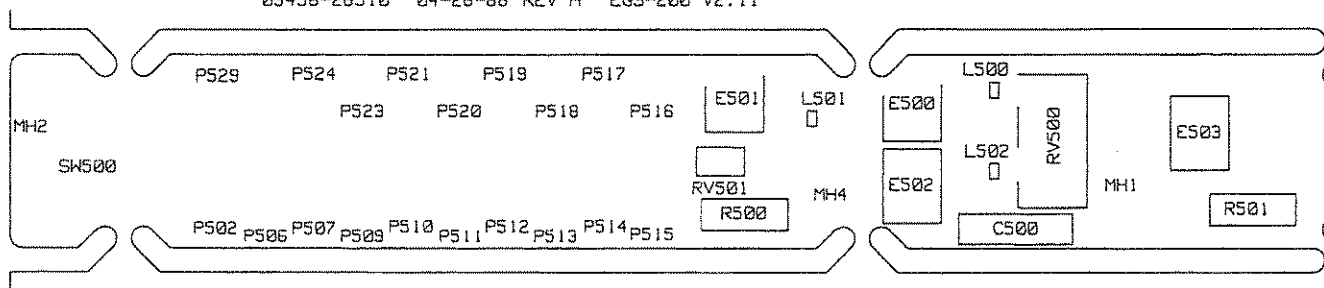 P529 P524 P521 P519 P517
L500
E501 L501 E500
P523 P520 P518 P516
MH2
E503
RV500
L502
SW500
RV501 E502 MH4 MH1
R500 R501
P502 P506 P507 P509 P510 P511 P512 P513 P514 P515
C500